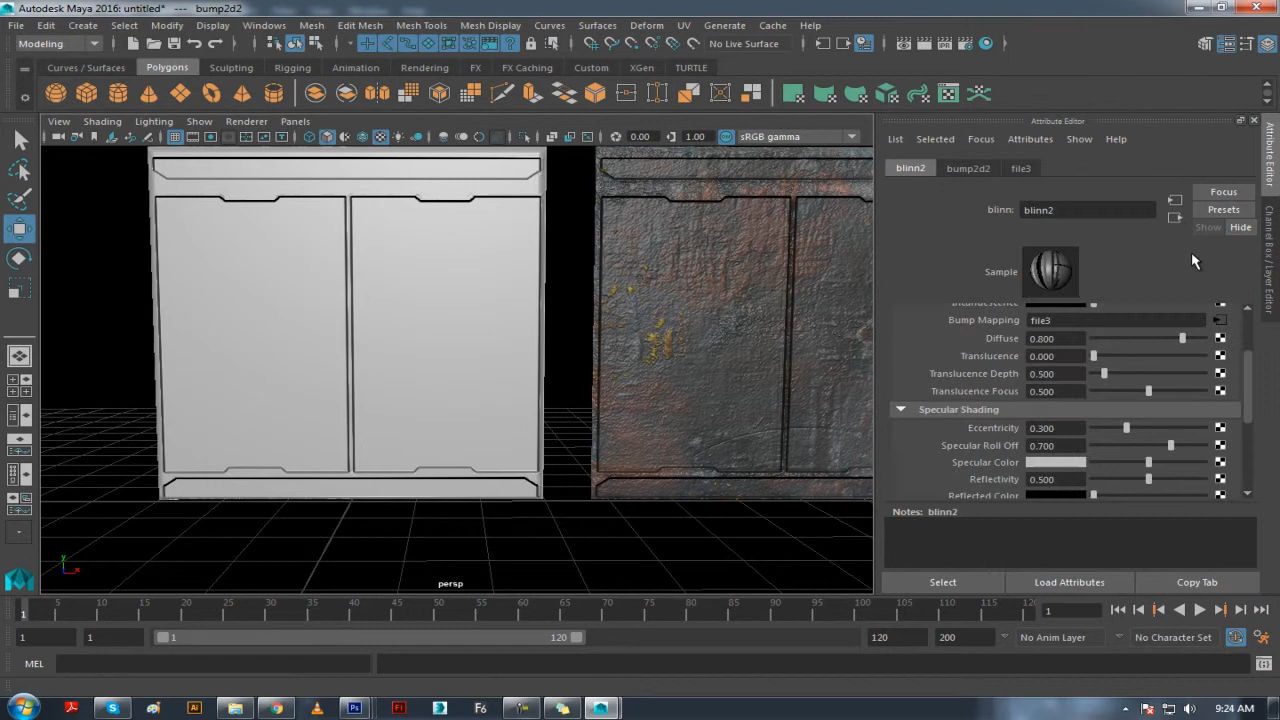 Autodesk Maya 2016: untitled* --- bump2d2
File Edit Create Select Modify Display Windows Mesh Edit Mesh Mesh Tools Mesh Display Curves Surfaces Deform UV Generate Cache Help
Modeling No Live Surface
Curves / Surfaces Polygons Sculpting Rigging Animation Rendering FX FX Caching Custom XGen TURTLE
View Shading Lighting Show Renderer Panels
0.00 1.00 sRGB gamma
Attribute Editor
List Selected Focus Attributes Show Help
blinn2 bump2d2 file3
Focus
blinn: blinn2 Presets
Show Hide
Sample
Bump Mapping file3
Diffuse 0.800
Translucence 0.000
Translucence Depth 0.500
Translucence Focus 0.500
Specular Shading
Eccentricity 0.300
Specular Roll Off 0.700
Specular Color
Reflectivity 0.500
Reflected Color
Notes: blinn2
Select Load Attributes Copy Tab
Attribute Editor
Channel Box / Layer Editor
y
x
persp
5 10 15 20 25 30 35 40 45 50 55 60 65 70 75 80 85 90 95 100 105 110 115 120
1 1
1 1 1 120 120 200 No Anim Layer No Character Set
MEL
9:24 AM